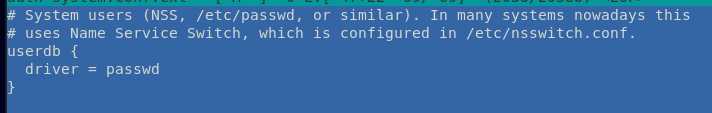 # System users (NSS, /etc/passwd, or similar). In many systems nowadays this
# uses Name Service Switch, which is configured in /etc/nsswitch.conf.
userdb {
  driver = passwd
}